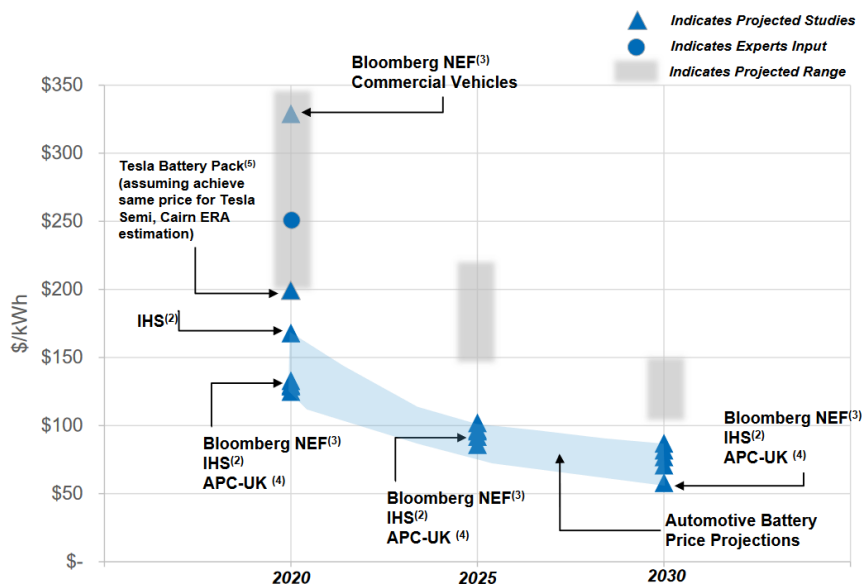 Indicates Projected Studies
Indicates Experts Input
Indicates Projected Range
Bloomberg NEF(3)
Commercial Vehicles
$350
$300
$250
$200
$150
$100
$50
$-
$/kWh
Tesla Battery Pack(5)
(assuming achieve
same price for Tesla
Semi, Cairn ERA
estimation)
IHS(2)
Bloomberg NEF(3)
IHS(2)
APC-UK (4)
Bloomberg NEF(3)
IHS(2)
APC-UK (4)
Bloomberg NEF(3)
IHS(2)
APC-UK (4)
Automotive Battery
Price Projections
2020
2025
2030